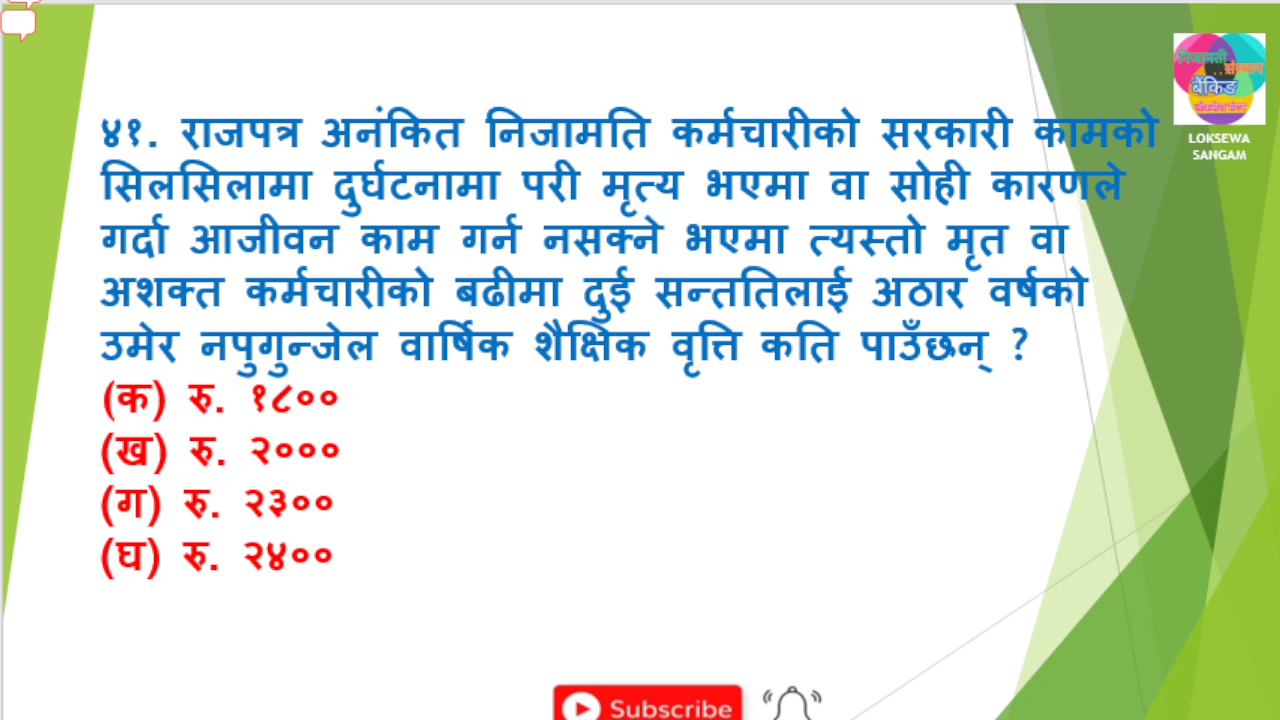 निजामती
संस्थान
बैंकिङ
LOKSEWA
SANGAM
४१. राजपत्र अनंकित निजामति कर्मचारीको सरकारी कामको
सिलसिलामा दुर्घटनामा परी मृत्य भएमा वा सोही कारणले
गर्दा आजीवन काम गर्न नसक्ने भएमा त्यस्तो मृत वा
अशक्त कर्मचारीको बढीमा दुई सन्ततिलाई अठार वर्षको
उमेर नपुगुन्जेल वार्षिक शैक्षिक वृत्ति कति पाउँछन् ?
(क) रु. १८००
(ख) रु. २०००
(ग) रु. २३००
(घ) रु. २४००
Subscribe